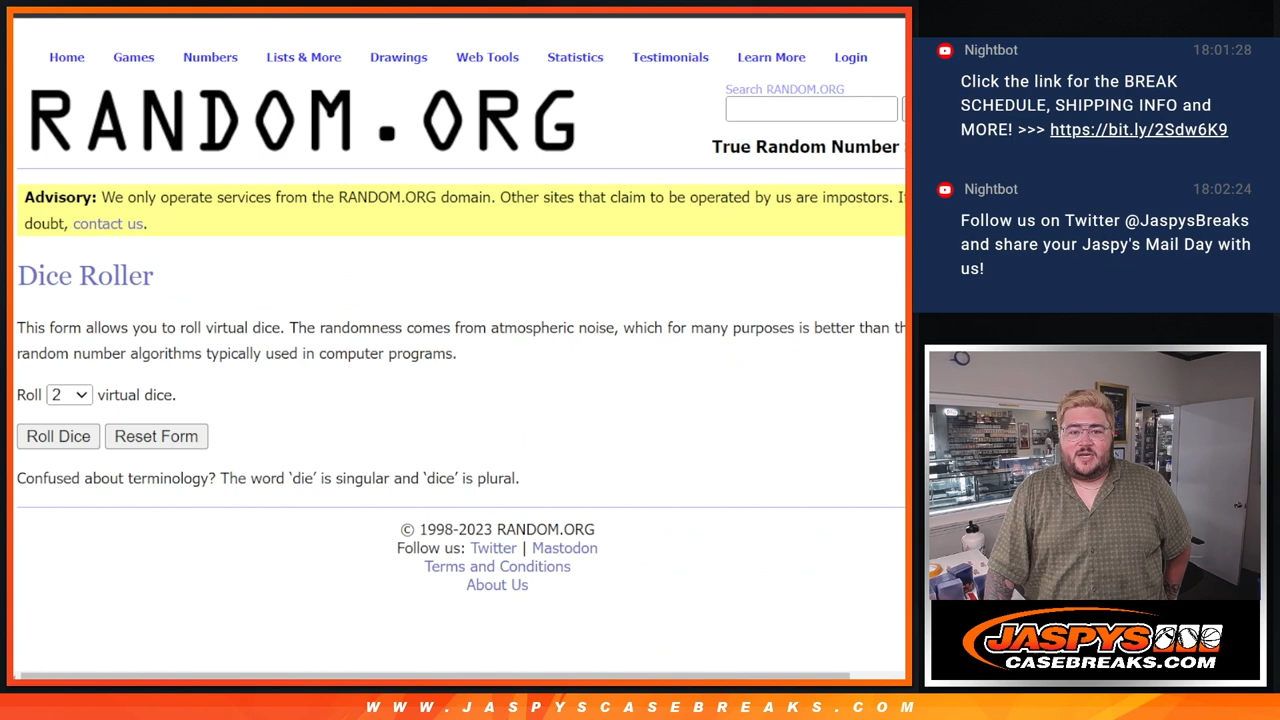 Home Games Numbers Lists & More Drawings Web Tools Statistics Testimonials Learn More Login
RANDOM.ORG
Search RANDOM.ORG
True Random Number
Advisory: We only operate services from the RANDOM.ORG domain. Other sites that claim to be operated by us are impostors. I
doubt, contact us.
Dice Roller
This form allows you to roll virtual dice. The randomness comes from atmospheric noise, which for many purposes is better than th
random number algorithms typically used in computer programs.
Roll 2 virtual dice.
Roll Dice Reset Form
Confused about terminology? The word ‘die’ is singular and ‘dice’ is plural.
© 1998-2023 RANDOM.ORG
Follow us: Twitter | Mastodon
Terms and Conditions
About Us
Nightbot 18:01:28
Click the link for the BREAK
SCHEDULE, SHIPPING INFO and
MORE! >>> https://bit.ly/2Sdw6K9
Nightbot 18:02:24
Follow us on Twitter @JaspysBreaks
and share your Jaspy's Mail Day with
us!
JASPYS
CASEBREAKS.COM
WWW.JASPYSCASEBREAKS.COM